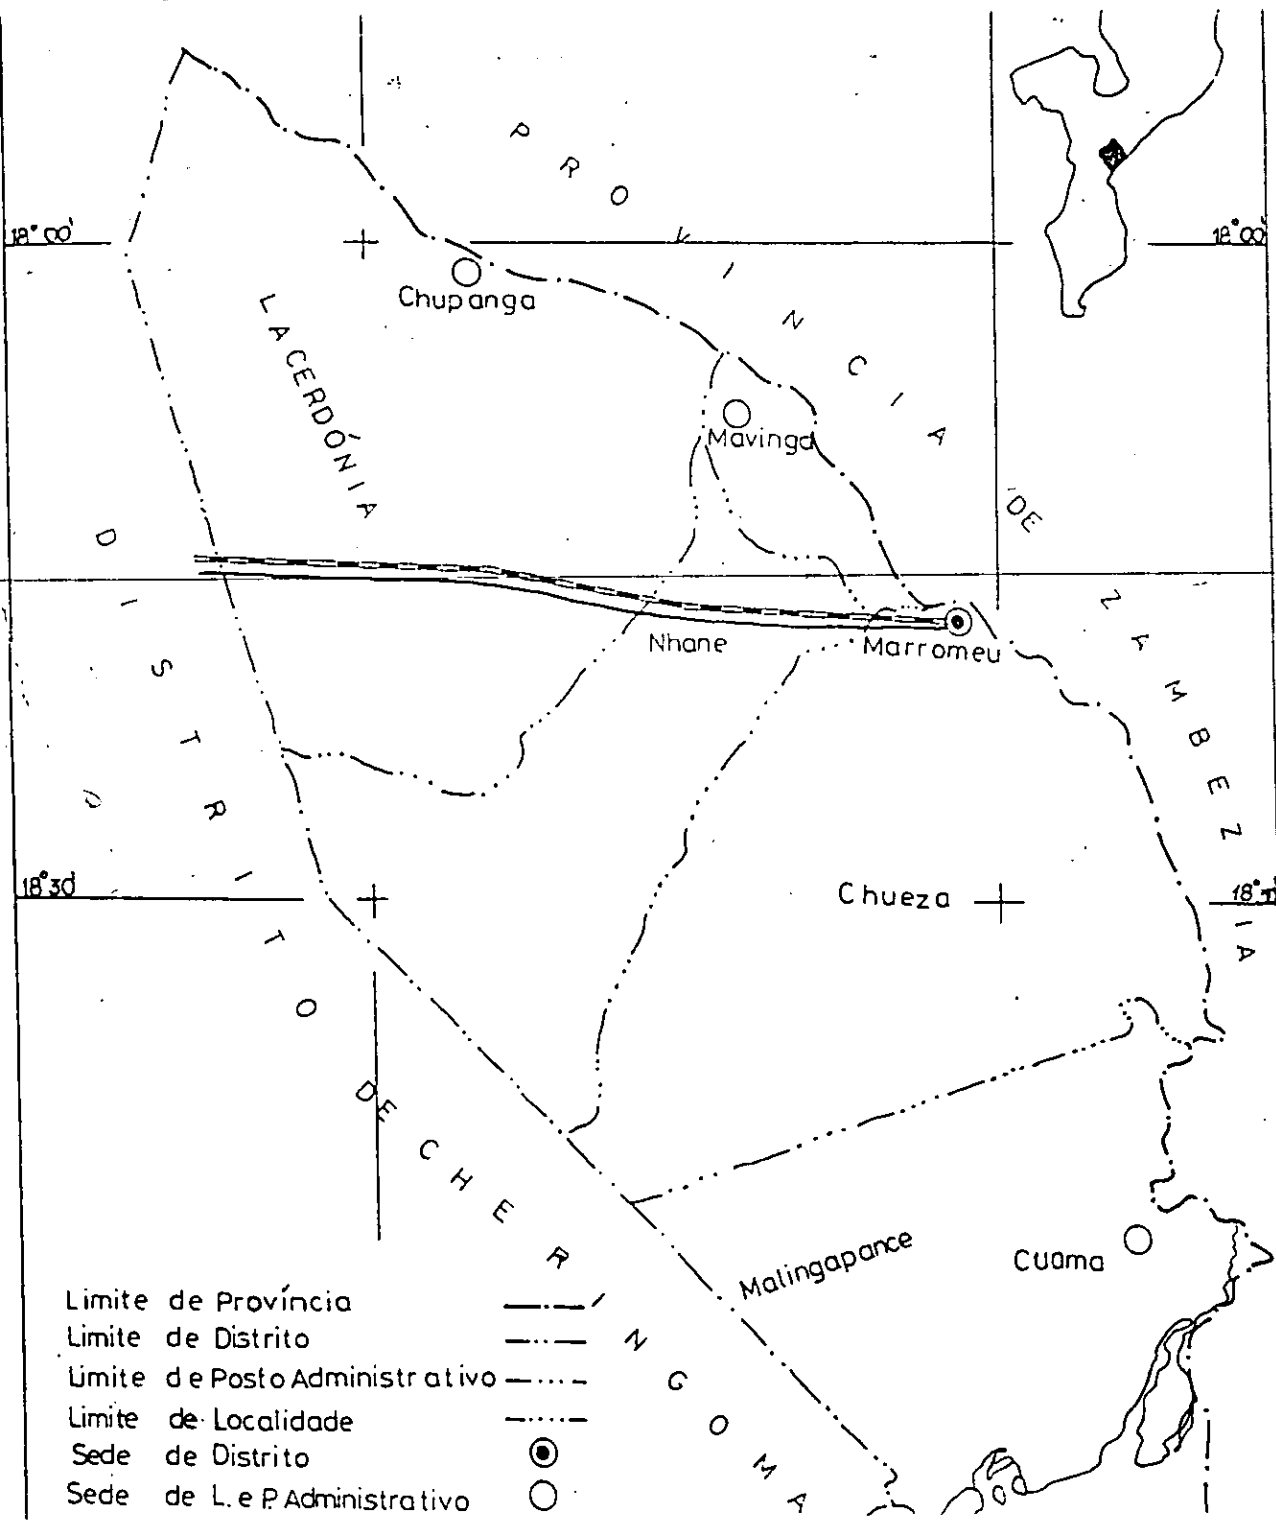 PROVINCIA DE ZAMBEZIA
18°00'
18°00'
Chupanga
LACERDÓNIA
Mavinga
DISTRITO DE CHERNGOMA
Nhane
Marromeu
18°30'
Chueza
Malingapance
Cuama
Limite de Província
Limite de Distrito
Limite de Posto Administrativo
Limite de Localidade
Sede de Distrito
Sede de L. e P. Administrativo